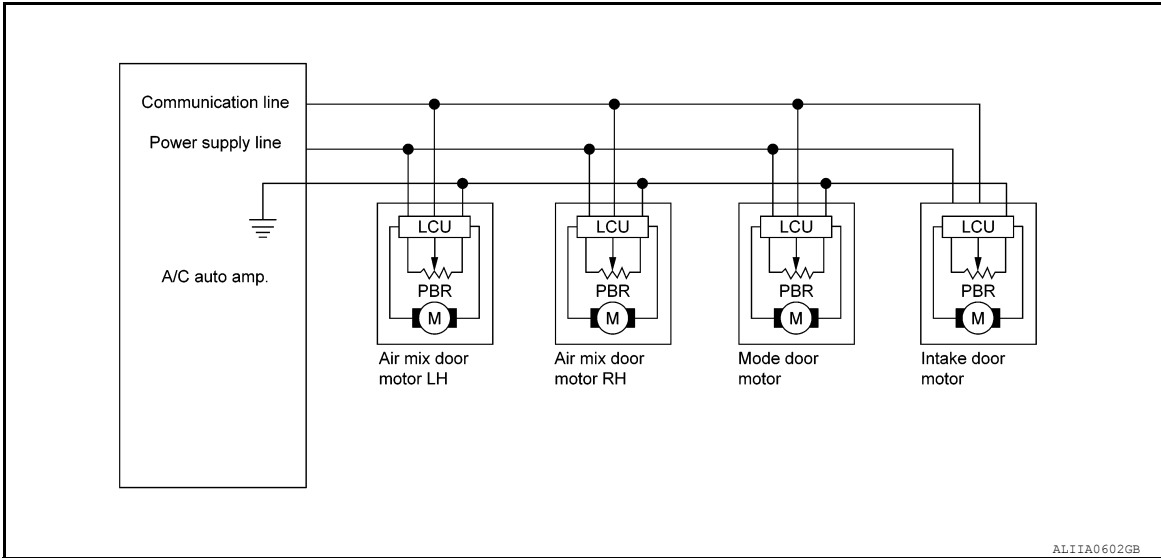 Communication line
Power supply line
A/C auto amp.
LCU
PBR
M
Air mix door
motor LH
LCU
PBR
M
Air mix door
motor RH
LCU
PBR
M
Mode door
motor
LCU
PBR
M
Intake door
motor
ALIIA0602GB